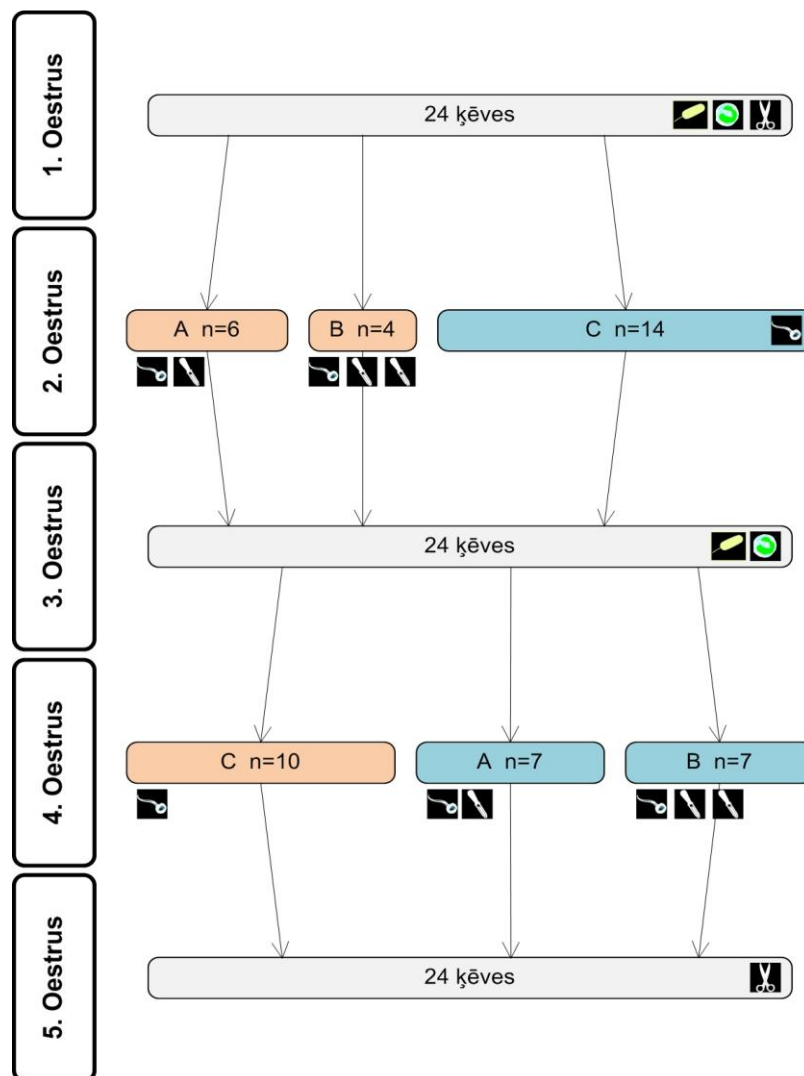 1. Oestrus
24 ķēves
2. Oestrus
A n=6
B n=4
C n=14
3. Oestrus
24 ķēves
4. Oestrus
C n=10
A n=7
B n=7
5. Oestrus
24 ķēves